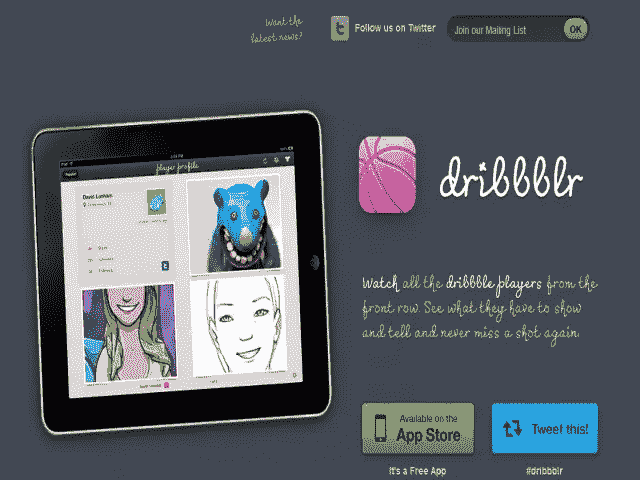 Want the
latest news?
Follow us on Twitter
Join our Mailing List
OK
player profile
dribbblr
Watch all the dribbble players from the
front row. See what they have to show
and tell and never miss a shot again.
Available on the
App Store
Tweet this!
It's a Free App
#dribbblr